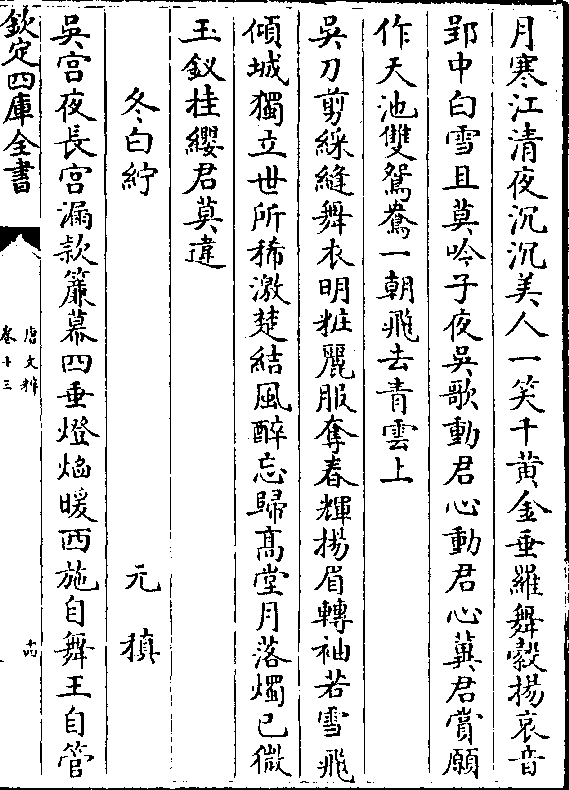 月寒江清夜沉沉美人一笑千黄金垂羅舞縠揚哀音
郢中白雪且莫吟子夜吳歌動君心動君心冀君賞願
作天池雙鴛鴦一朝飛去青雲上
吳刀剪綵縫舞衣明粧麗服奪春輝揚眉轉袖若雪飛
傾城獨立世所稀激楚結風醉忘歸髙堂月落燭已微
玉釵挂纓君莫違
冬白紵　元稹
吳宫夜長宫漏款簾幕四垂燈熖暖西施自舞王自管
欽定四庫全書
唐文粹
卷十三
十四